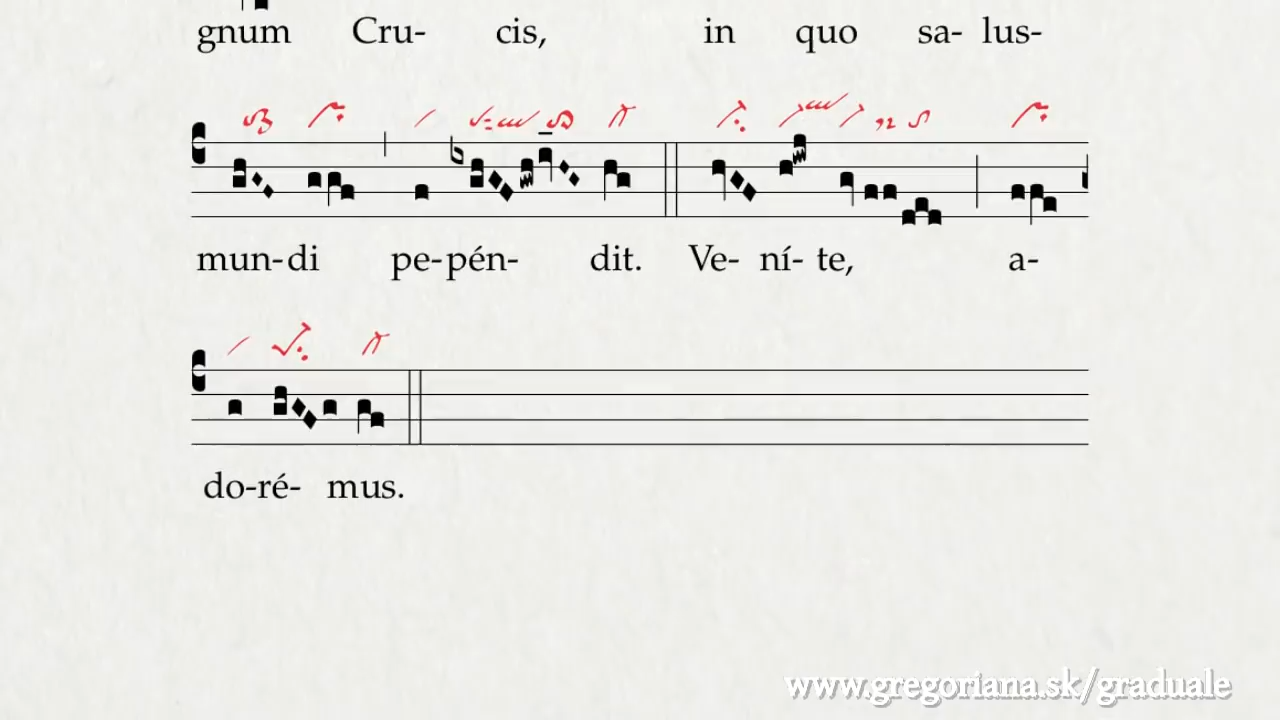 gnum Cru- cis, in quo sa- lus-
mun-di pe-pén- dit. Ve- ní- te, a-
do-ré- mus.
www.gregoriana.sk/graduale